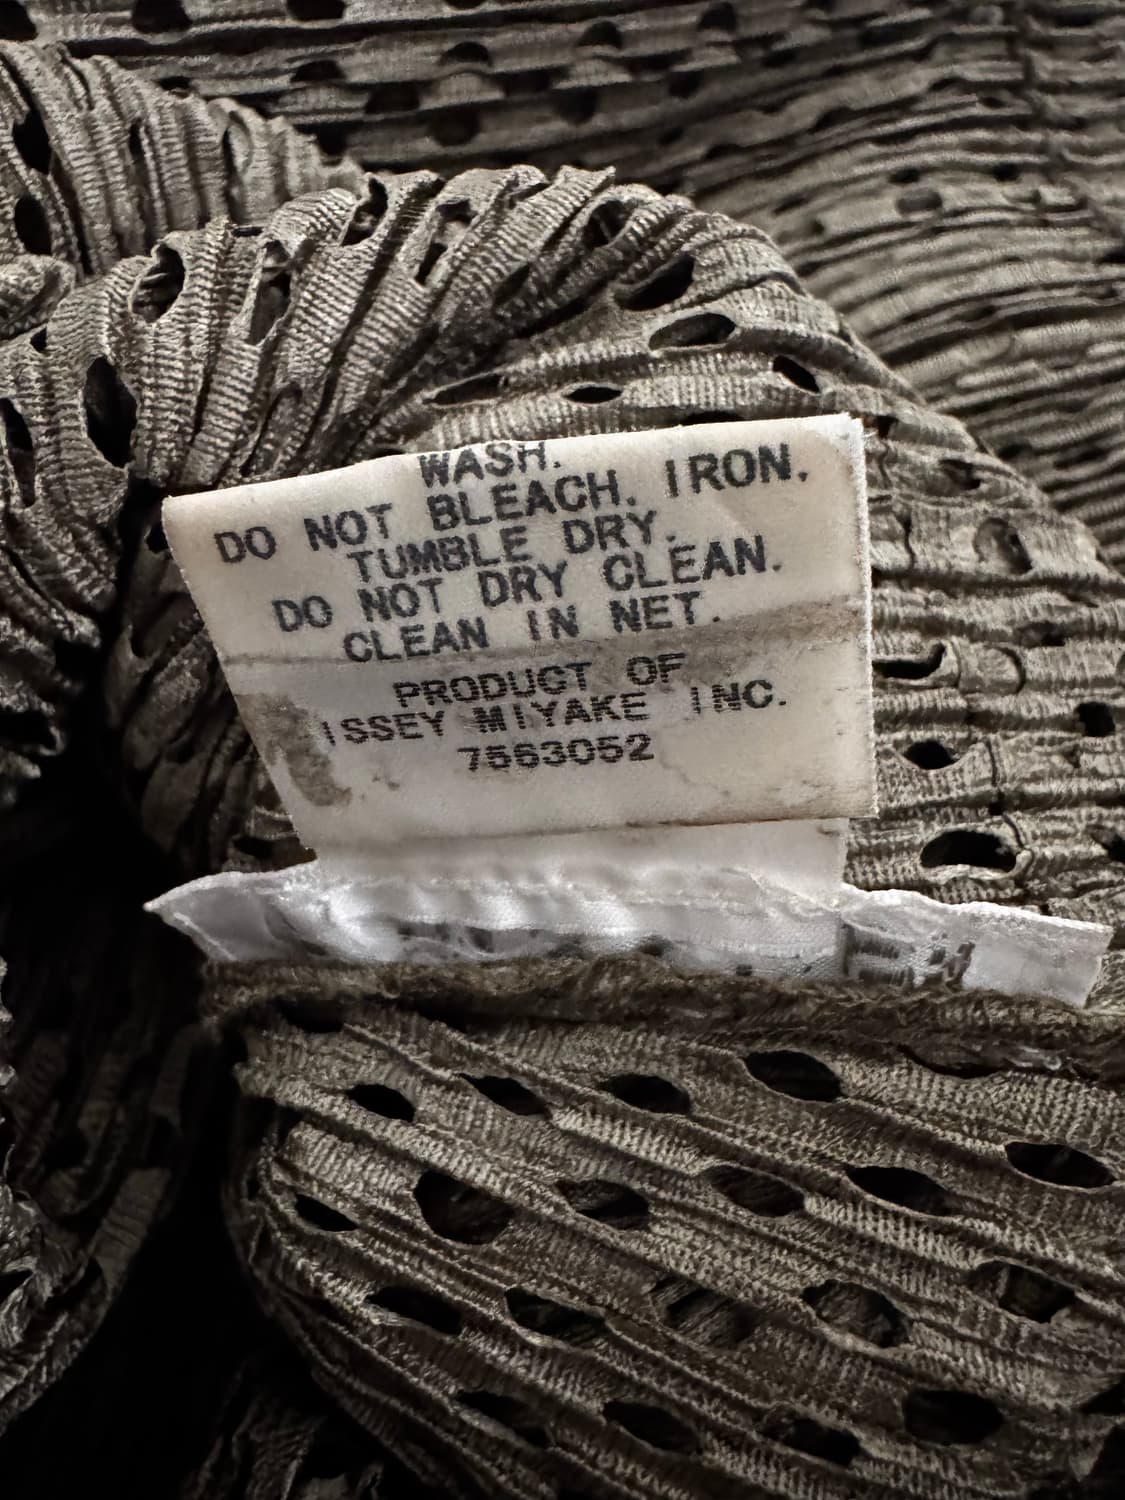 WASH.
DO NOT BLEACH. IRON.
TUMBLE DRY.
DO NOT DRY CLEAN.
CLEAN IN NET.
PRODUCT OF
ISSEY MIYAKE INC.
7563052